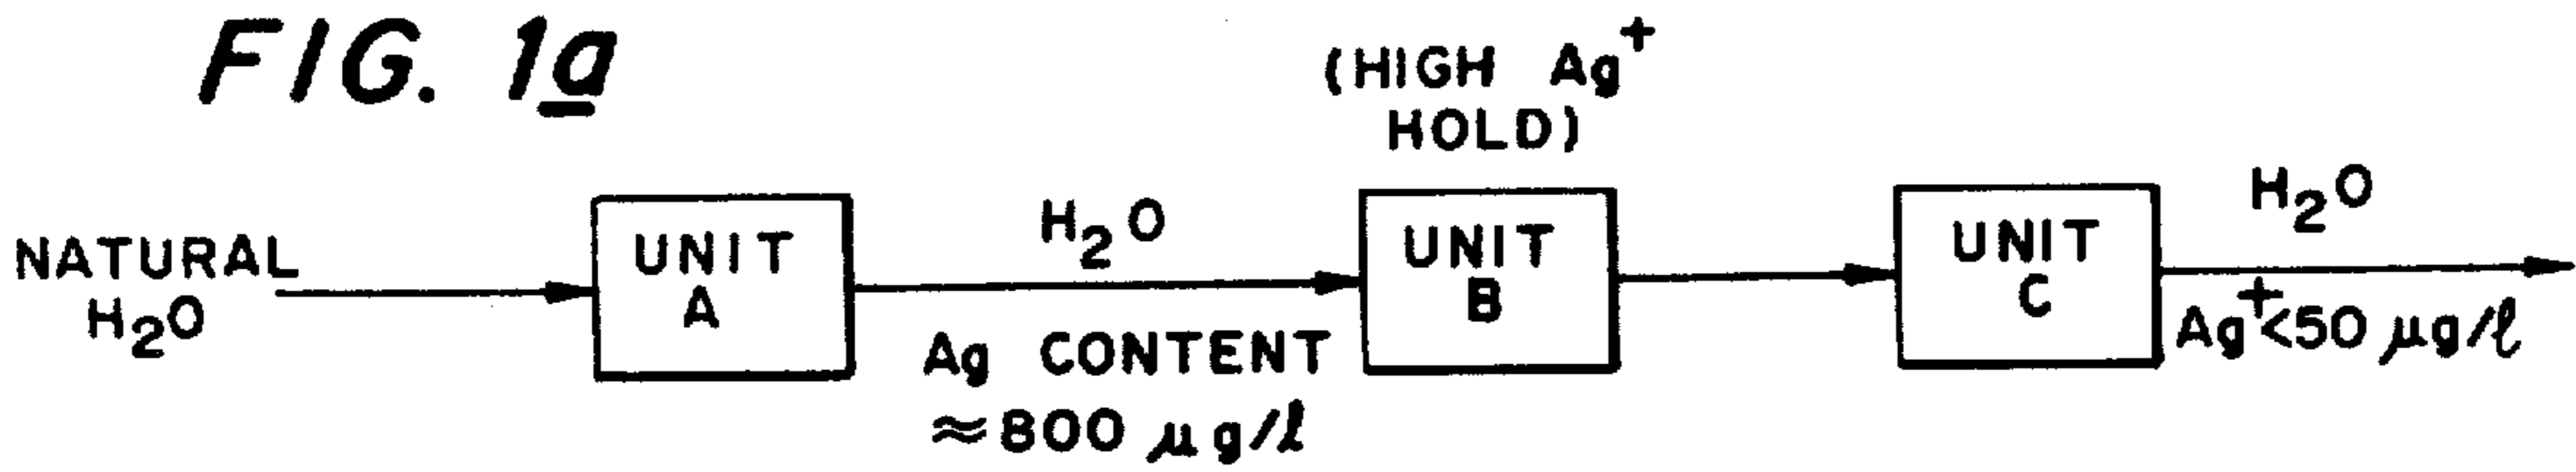 FIG. 1a
(HIGH Ag⁺
HOLD)
NATURAL
H₂O
UNIT
A
H₂O
Ag CONTENT
≈800 µg/ℓ
UNIT
B
UNIT
C
H₂O
Ag⁺<50 µg/ℓ